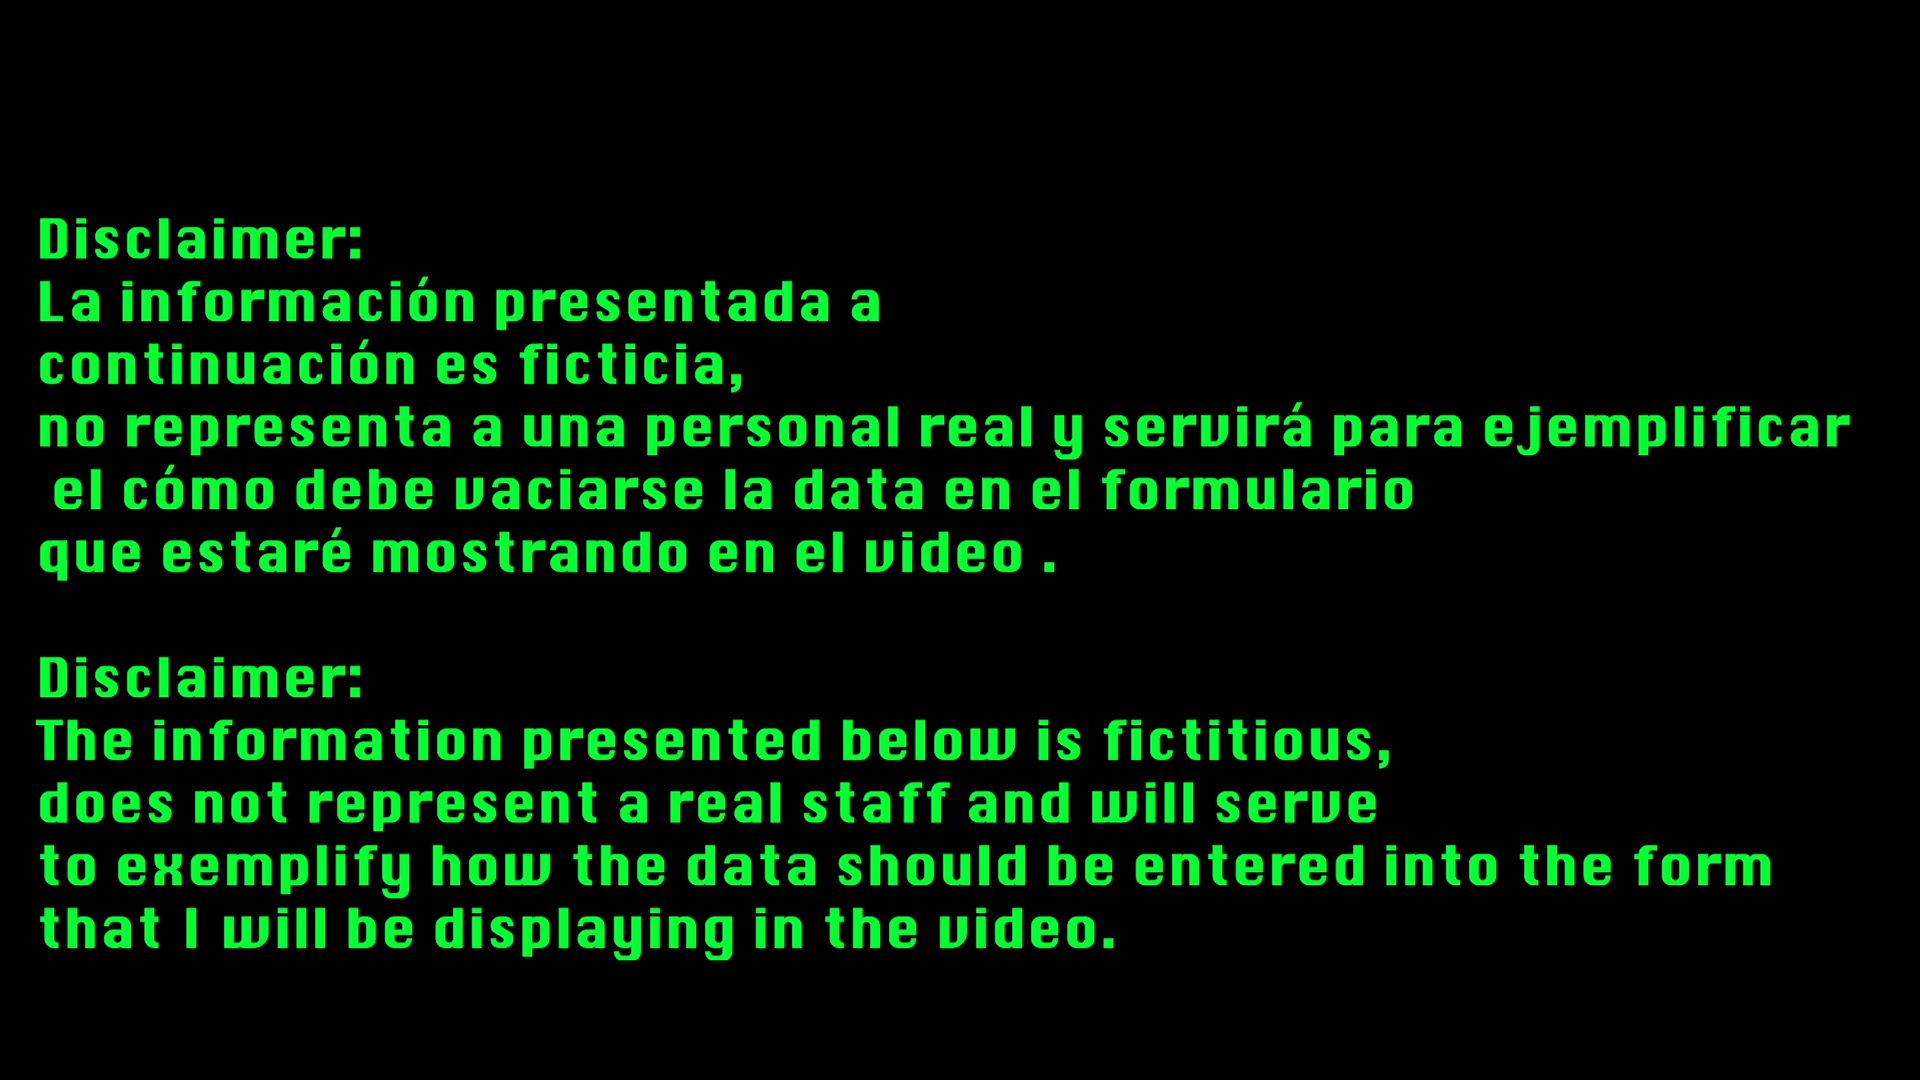 Disclaimer:
La información presentada a
continuación es ficticia,
no representa a una personal real y servirá para ejemplificar
el cómo debe vaciarse la data en el formulario
que estaré mostrando en el video .
Disclaimer:
The information presented below is fictitious,
does not represent a real staff and will serve
to exemplify how the data should be entered into the form
that I will be displaying in the video.